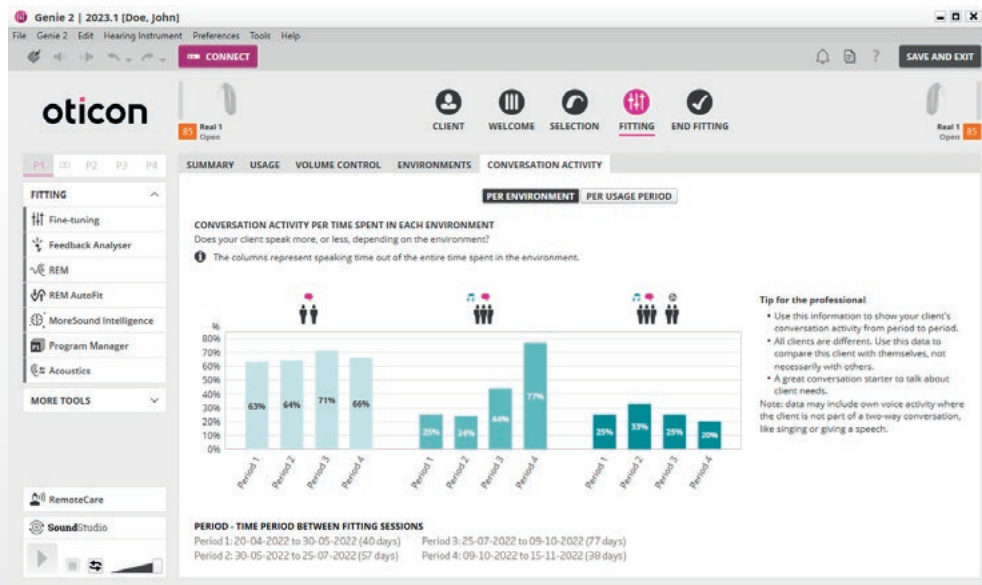 Genie 2 | 2023.1 [Doe, John]
File Genie 2 Edit Hearing Instrument Preferences Tools Help
CONNECT
?
SAVE AND EXIT
oticon
85 Real 1
Open
CLIENT WELCOME SELECTION FITTING END FITTING
Real 1 85
Open
P1 P2 P3 P4
SUMMARY USAGE VOLUME CONTROL ENVIRONMENTS CONVERSATION ACTIVITY
FITTING
Fine-tuning
Feedback Analyser
REM
REM AutoFit
MoreSound Intelligence
Program Manager
Acoustics
MORE TOOLS
RemoteCare
SoundStudio
PER ENVIRONMENT PER USAGE PERIOD
CONVERSATION ACTIVITY PER TIME SPENT IN EACH ENVIRONMENT
Does your client speak more, or less, depending on the environment?
The columns represent speaking time out of the entire time spent in the environment.
%
80%
70%
60%
50%
40%
30%
20%
10%
0%
63% 64% 71% 66%
25% 24% 44% 77%
25% 33% 25% 20%
Period 1 Period 2 Period 3 Period 4
Period 1 Period 2 Period 3 Period 4
Period 1 Period 2 Period 3 Period 4
Tip for the professional
• Use this information to show your client's
conversation activity from period to period.
• All clients are different. Use this data to
compare this client with themselves, not
necessarily with others.
• A great conversation starter to talk about
client needs.
Note: data may include own voice activity where
the client is not part of a two-way conversation,
like singing or giving a speech.
PERIOD - TIME PERIOD BETWEEN FITTING SESSIONS
Period 1: 20-04-2022 to 30-05-2022 (40 days) Period 3: 25-07-2022 to 09-10-2022 (77 days)
Period 2: 30-05-2022 to 25-07-2022 (57 days) Period 4: 09-10-2022 to 15-11-2022 (38 days)